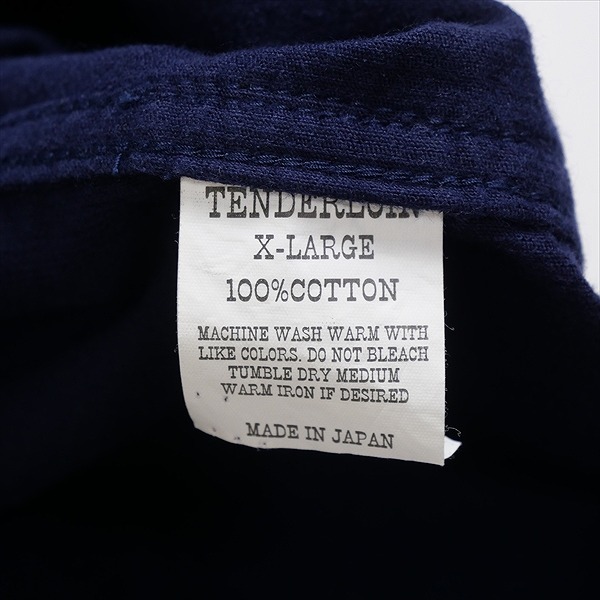 TENDERLOIN
X-LARGE
100%COTTON
MACHINE WASH WARM WITH
LIKE COLORS. DO NOT BLEACH
TUMBLE DRY MEDIUM
WARM IRON IF DESIRED
MADE IN JAPAN